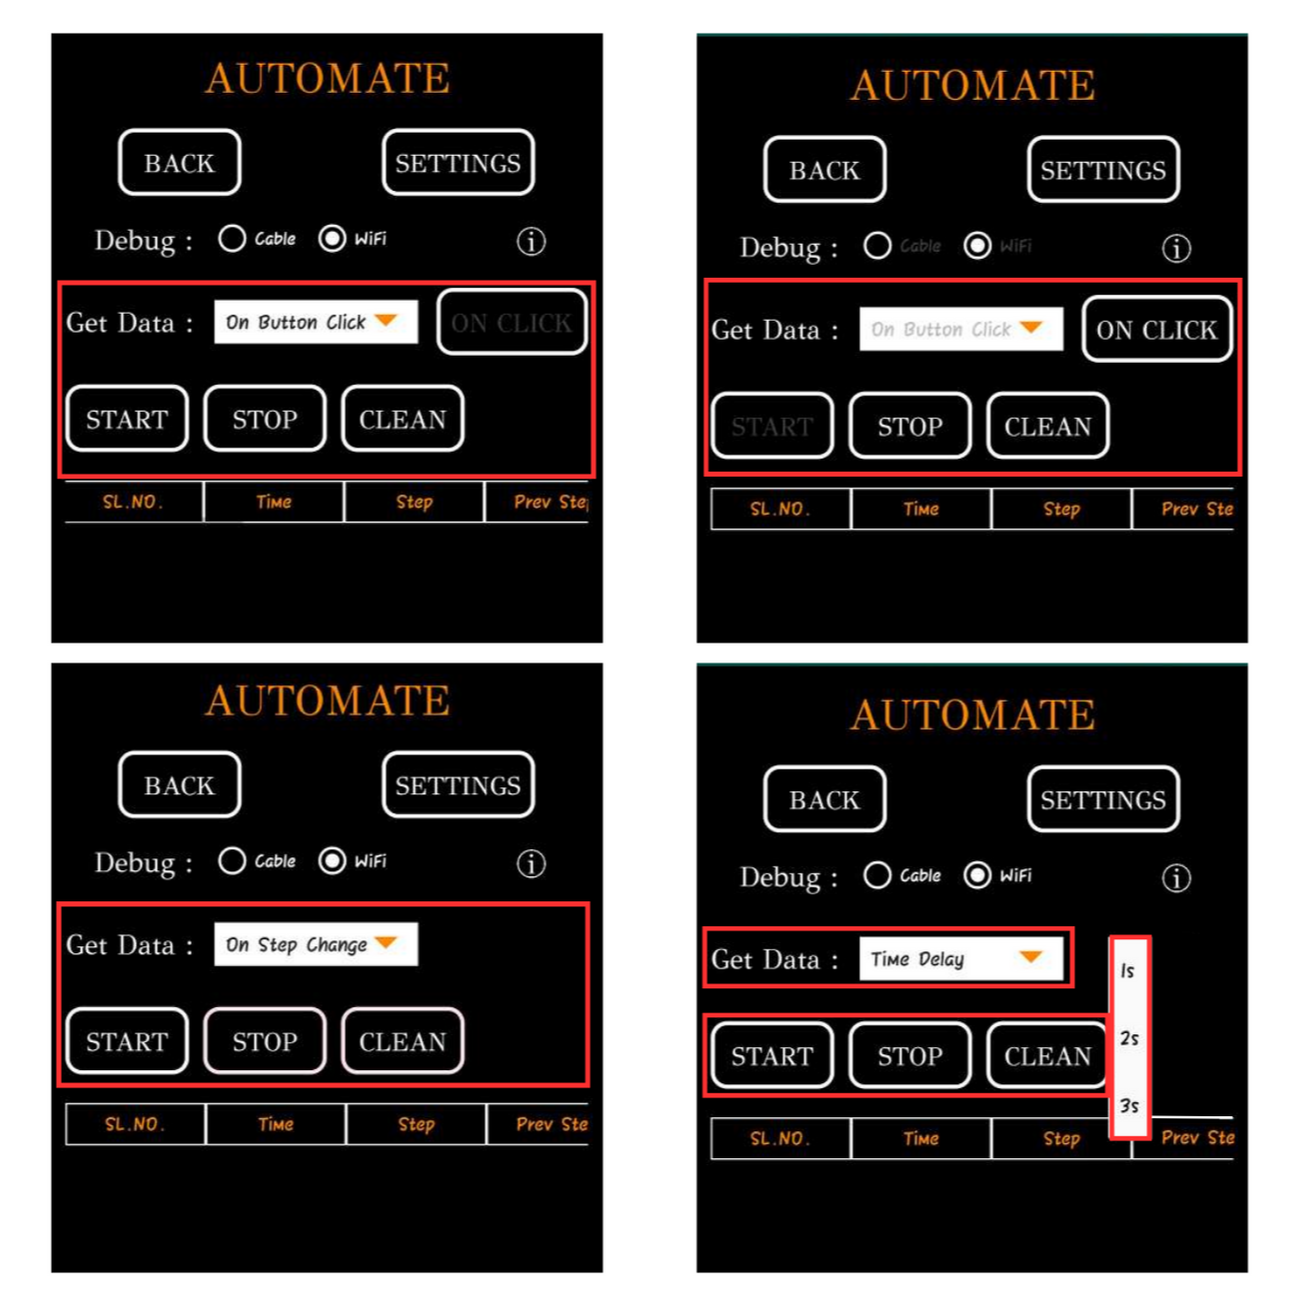 AUTOMATE
BACK SETTINGS
Debug : Cable WiFi i
Get Data : On Button Click ON CLICK
START STOP CLEAN
SL.NO. Time Step Prev Step
AUTOMATE
BACK SETTINGS
Debug : Cable WiFi i
Get Data : On Button Click ON CLICK
START STOP CLEAN
SL.NO. Time Step Prev Ste
AUTOMATE
BACK SETTINGS
Debug : Cable WiFi i
Get Data : On Step Change
START STOP CLEAN
SL.NO. Time Step Prev Ste
AUTOMATE
BACK SETTINGS
Debug : Cable WiFi i
Get Data : Time Delay 1s
START STOP CLEAN 2s
3s
SL.NO. Time Step Prev Ste